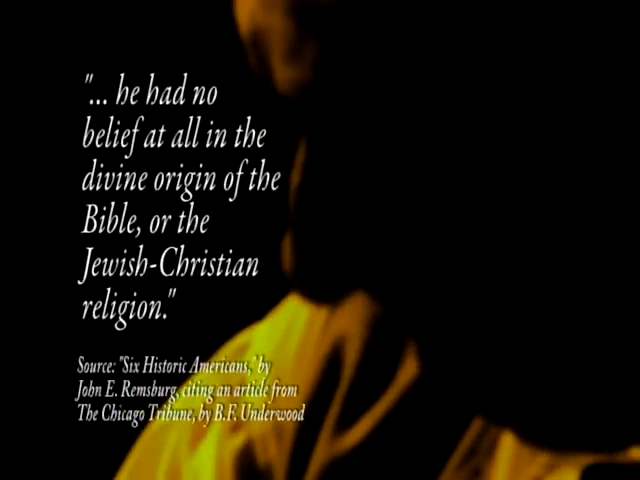 "... he had no
belief at all in the
divine origin of the
Bible, or the
Jewish-Christian
religion."
Source: "Six Historic Americans," by
John E. Remsburg, citing an article from
The Chicago Tribune, by B.F. Underwood